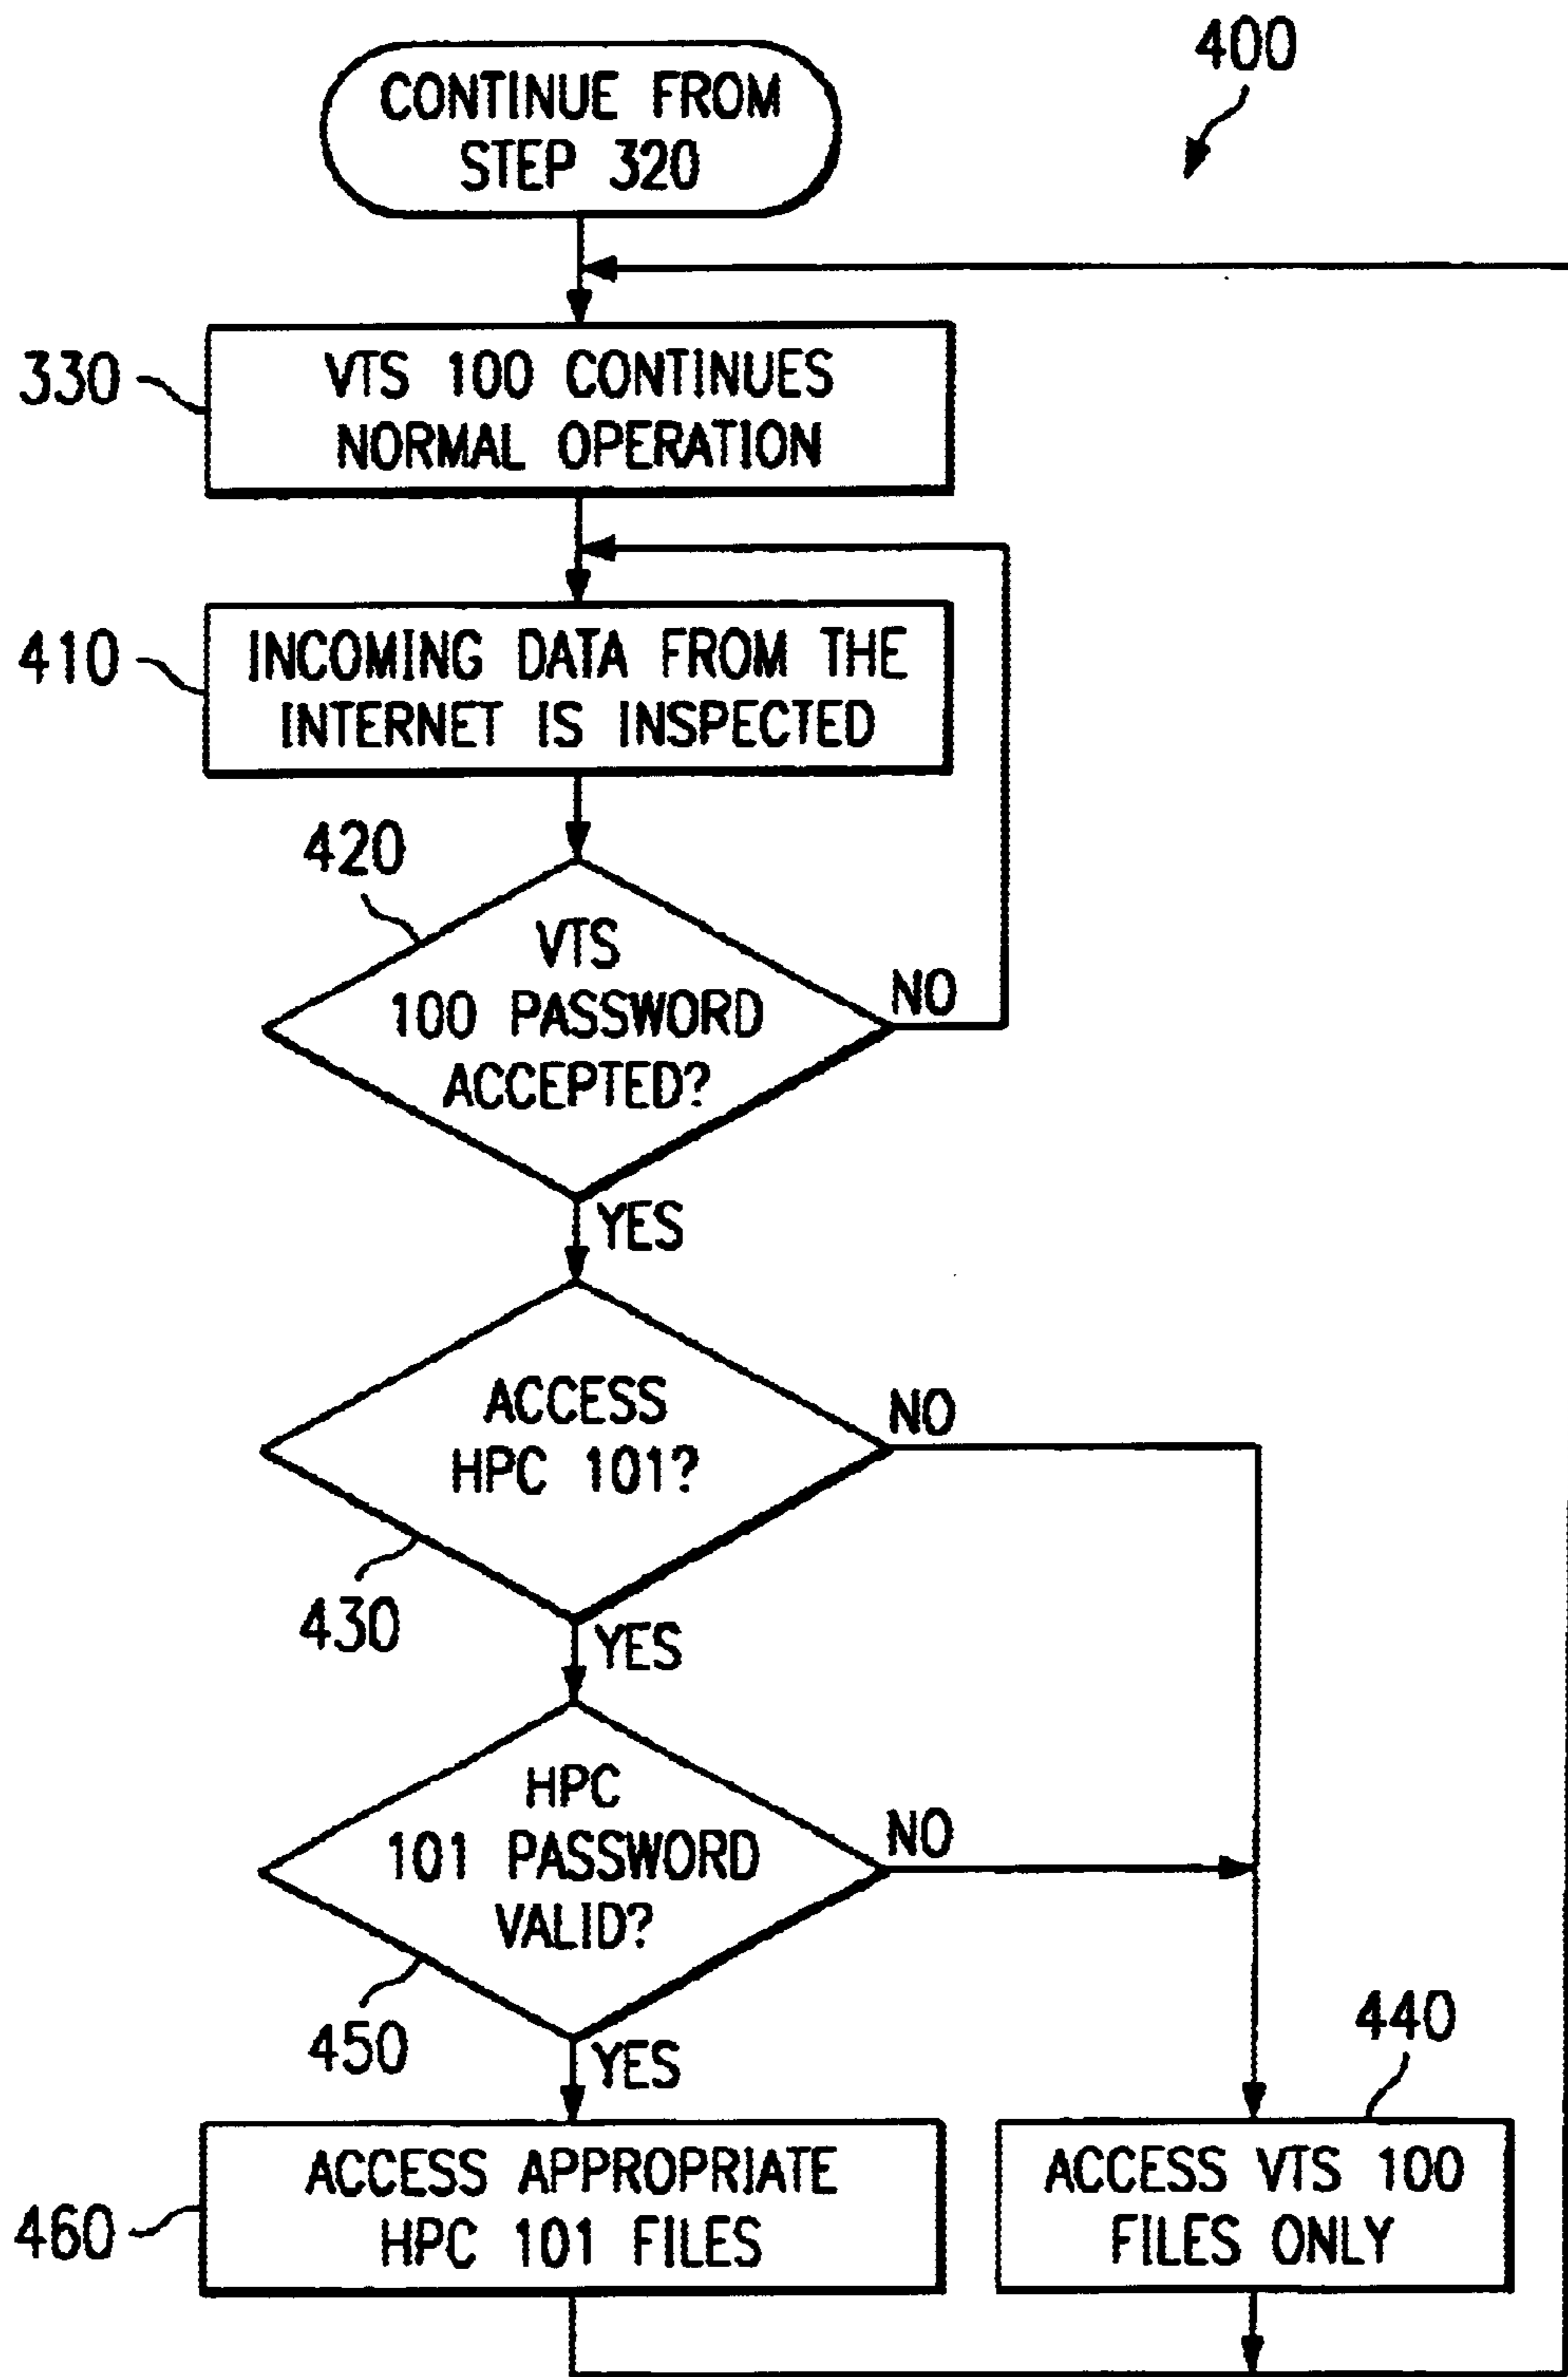 400
CONTINUE FROM
STEP 320
330
VTS 100 CONTINUES
NORMAL OPERATION
410
INCOMING DATA FROM THE
INTERNET IS INSPECTED
420
VTS
100 PASSWORD
ACCEPTED?
NO
YES
ACCESS
HPC 101?
NO
430
YES
HPC
101 PASSWORD
VALID?
NO
450
YES
440
460
ACCESS APPROPRIATE
HPC 101 FILES
ACCESS VTS 100
FILES ONLY